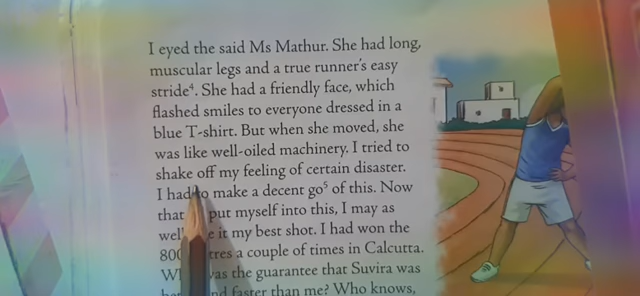 I eyed the said Ms Mathur. She had long,
muscular legs and a true runner's easy
stride⁴. She had a friendly face, which
flashed smiles to everyone dressed in a
blue T-shirt. But when she moved, she
was like well-oiled machinery. I tried to
shake off my feeling of certain disaster.
I had to make a decent go⁵ of this. Now
that put myself into this, I may as
well it my best shot. I had won the
800 a couple of times in Calcutta.
was the guarantee that Suvira was
faster than me? Who knows,